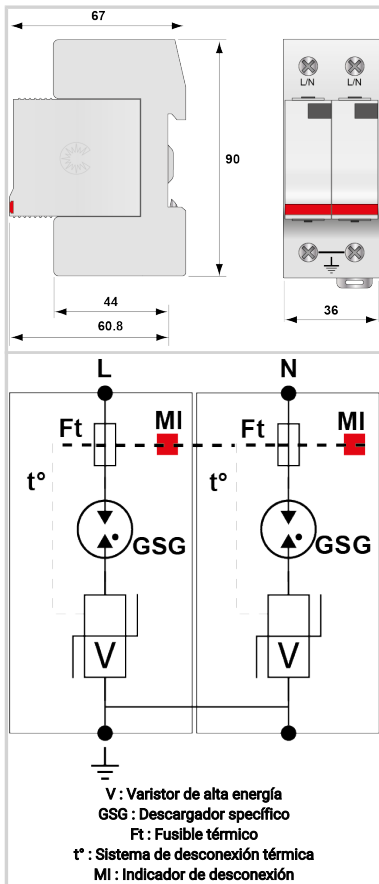 67
L/N L/N
90
44
60.8
36
L N
Ft MI Ft MI
t° t°
GSG GSG
V V
V : Varistor de alta energía
GSG : Descargador specífico
Ft : Fusible térmico
t° : Sistema de desconexión térmica
MI : Indicador de desconexión